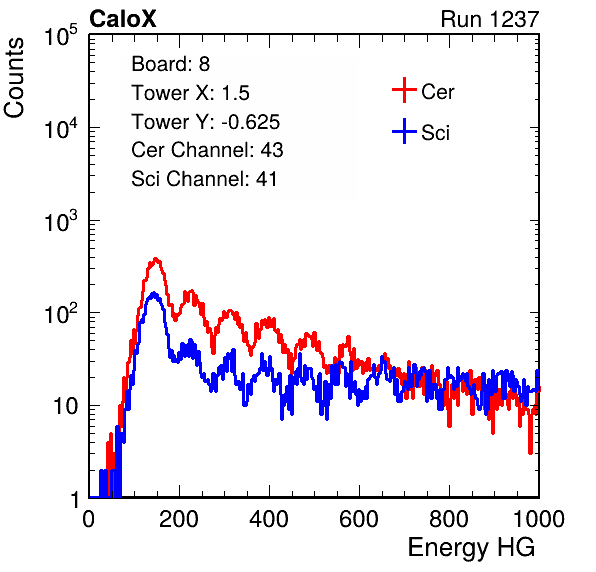 CaloX Run 1237
Counts
10^5
10^4
10^3
10^2
10
1
Board: 8
Tower X: 1.5
Tower Y: -0.625
Cer Channel: 43
Sci Channel: 41
Cer
Sci
0 200 400 600 800 1000
Energy HG